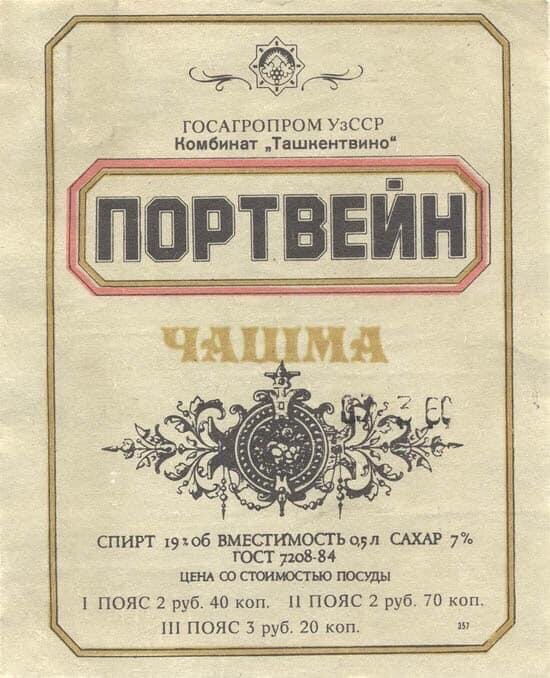 ГОСАГРОПРОМ УзССР
Комбинат „Ташкентвино"
ПОРТВЕЙН
ЧАШМА
СПИРТ 19%об ВМЕСТИМОСТЬ 0,5л САХАР 7%
ГОСТ 7208-84
ЦЕНА СО СТОИМОСТЬЮ ПОСУДЫ
I ПОЯС 2 руб. 40 коп. II ПОЯС 2 руб. 70 коп.
III ПОЯС 3 руб. 20 коп.
357